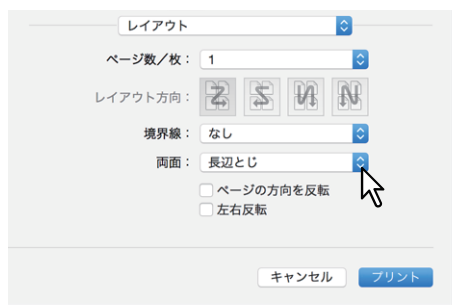 レイアウト
ページ数／枚： 1
レイアウト方向：
境界線： なし
両面： 長辺とじ
ページの方向を反転
左右反転
キャンセル プリント